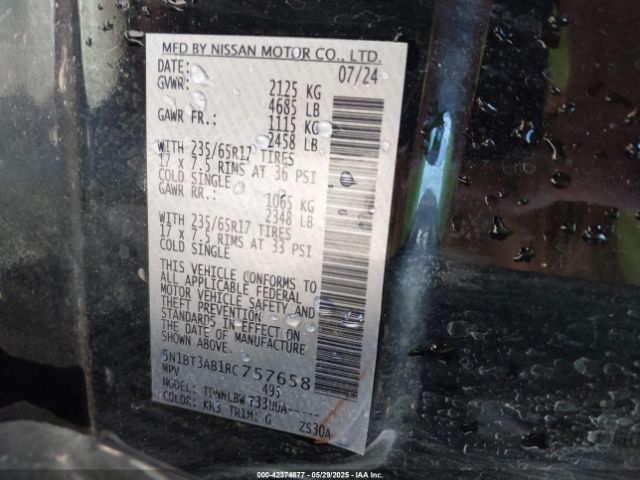 MFD BY NISSAN MOTOR CO., LTD.
DATE: 07/24
GVWR: 2125 KG
4685 LB
GAWR FR.: 1115 KG
2458 LB
WITH 235/65R17 TIRES
17 x 7.5 RIMS AT 36 PSI
COLD SINGLE
GAWR RR.: 1065 KG
2348 LB
WITH 235/65R17 TIRES
17 x 7.5 RIMS AT 33 PSI
COLD SINGLE
THIS VEHICLE CONFORMS TO
ALL APPLICABLE FEDERAL
MOTOR VEHICLE SAFETY AND
THEFT PREVENTION
STANDARDS IN EFFECT ON
THE DATE OF MANUFACTURE
SHOWN ABOVE.
5N1BT3AB1RC757658
MPV 495
MODEL:
COLOR: KH3 TRIM: G ZS30A
000-42374877 - 05/29/2025 - IAAI.COM